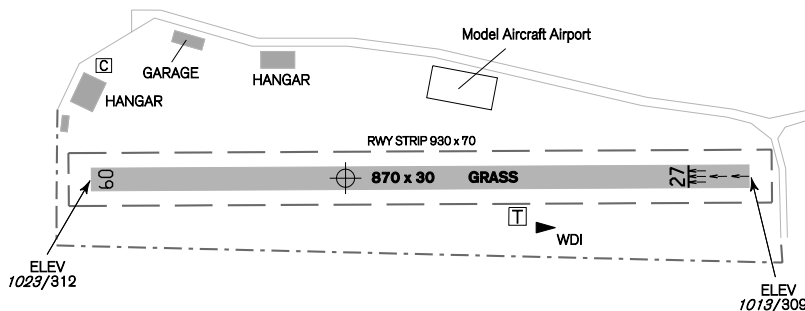 Model Aircraft Airport
C
GARAGE
HANGAR
HANGAR
RWY STRIP 930 x 70
09
870 x 30 GRASS
27
T
WDI
ELEV
1023/312
ELEV
1013/309